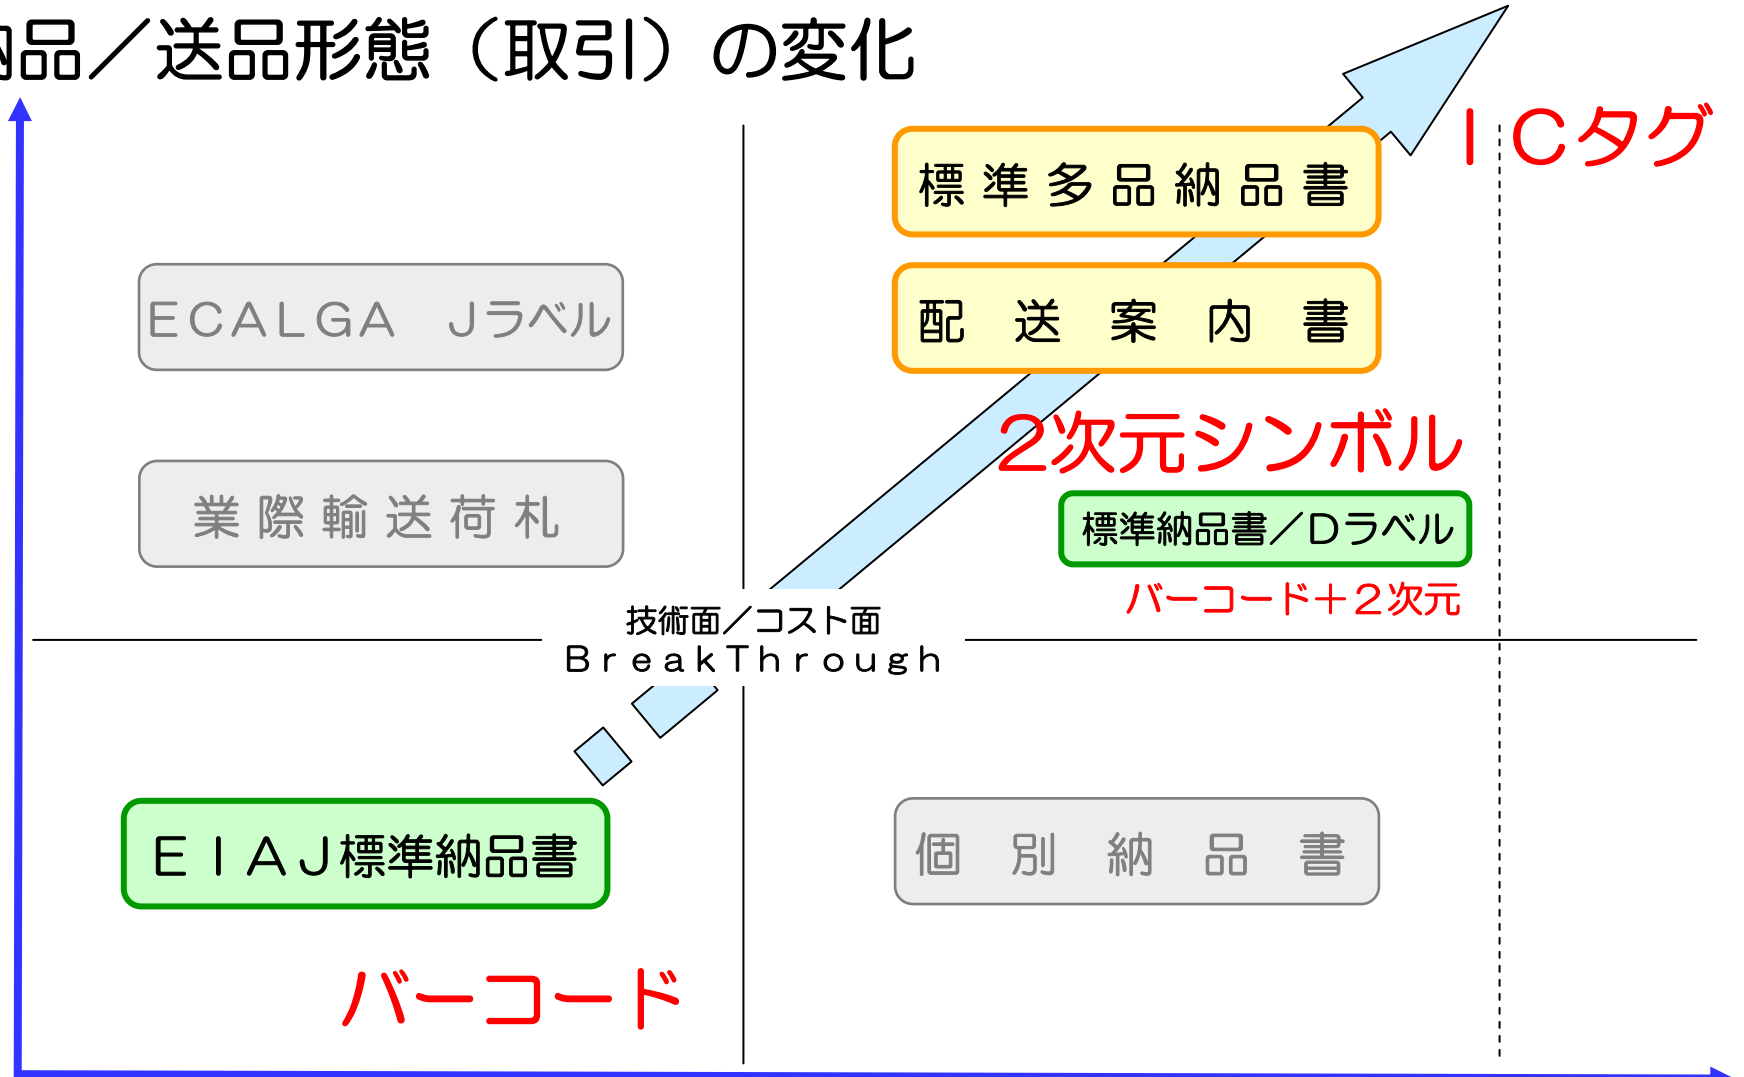 品／送品形態（取引）の変化
ＩＣタグ
標準多品納品書
ＥＣＡＬＧＡ　Ｊラベル
配送案内書
２次元シンボル
業際輸送荷札
標準納品書／Ｄラベル
バーコード＋２次元
技術面／コスト面
ＢｒｅａｋＴｈｒｏｕｇｈ
ＥＩＡＪ標準納品書
個別納品書
バーコード